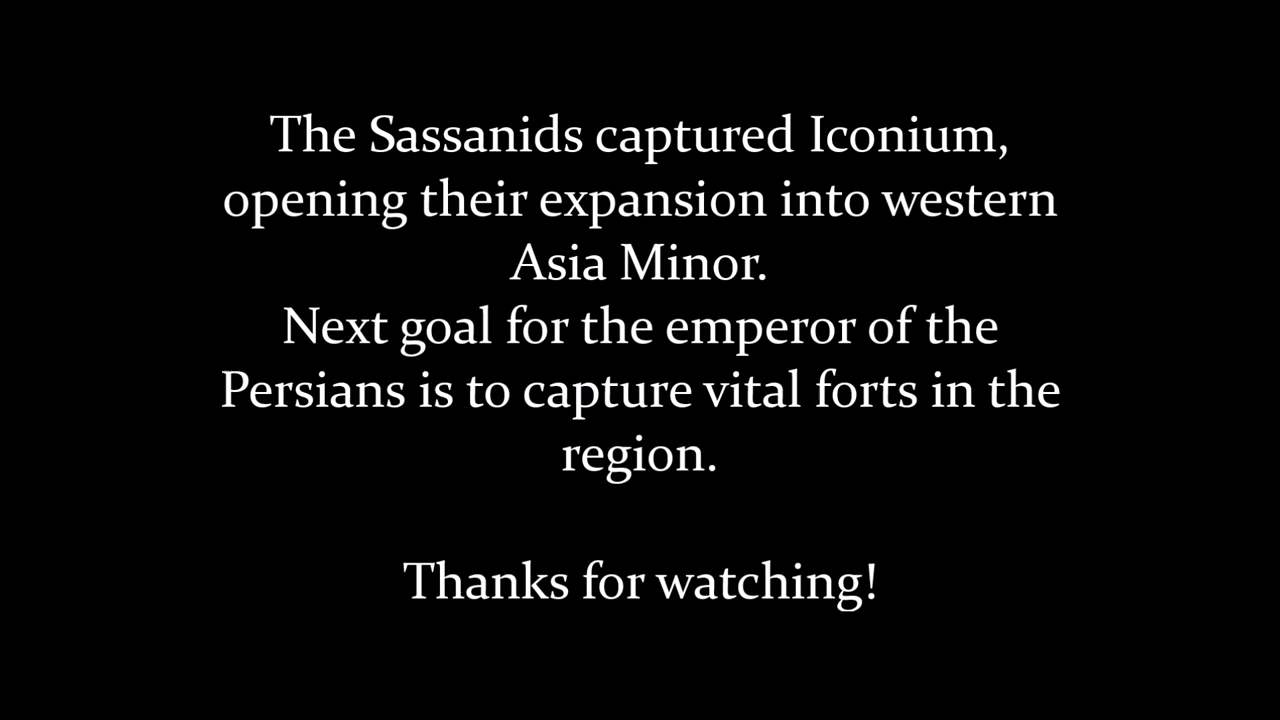 The Sassanids captured Iconium,
opening their expansion into western
Asia Minor.
Next goal for the emperor of the
Persians is to capture vital forts in the
region.
Thanks for watching!